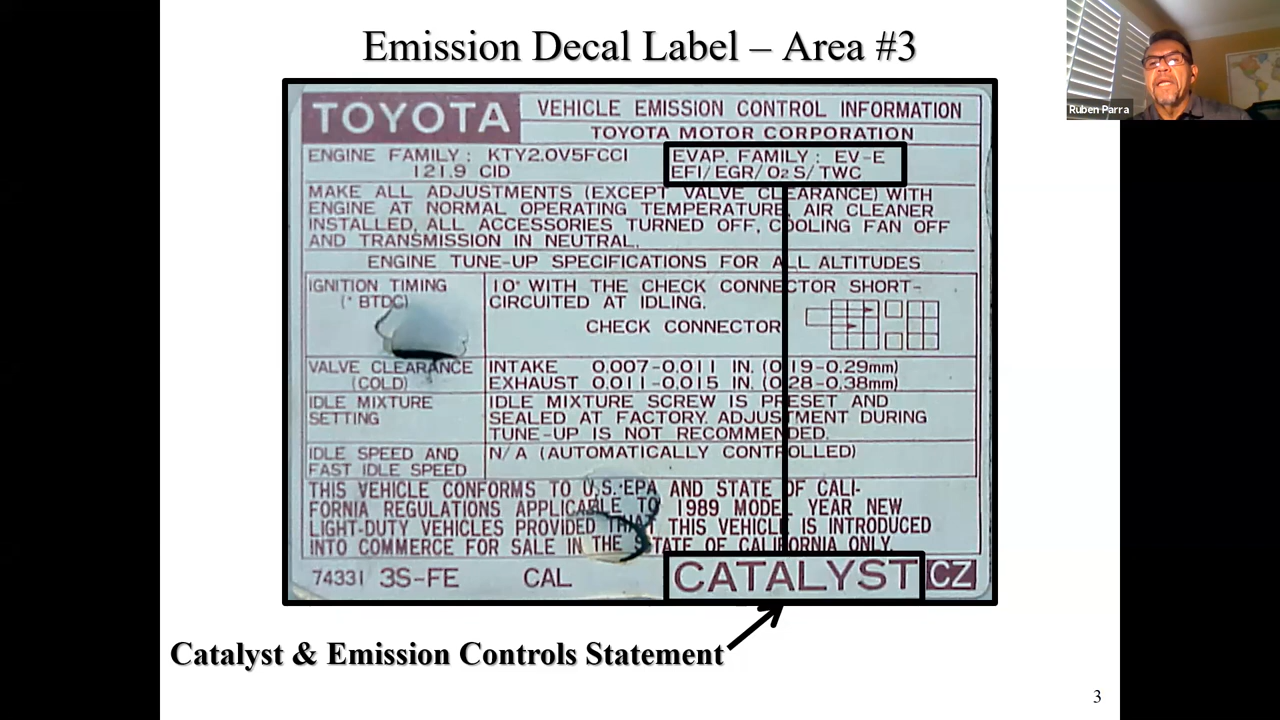 Emission Decal Label – Area #3
Ruben Parra
TOYOTA
VEHICLE EMISSION CONTROL INFORMATION
TOYOTA MOTOR CORPORATION
ENGINE FAMILY : KTY2.0V5FCCI
121.9 CID
EVAP. FAMILY : EV-E
EFI/EGR/O2S/TWC
MAKE ALL ADJUSTMENTS (EXCEPT VALVE CLEARANCE) WITH
ENGINE AT NORMAL OPERATING TEMPERATURE, AIR CLEANER
INSTALLED, ALL ACCESSORIES TURNED OFF, COOLING FAN OFF
AND TRANSMISSION IN NEUTRAL.
ENGINE TUNE-UP SPECIFICATIONS FOR ALL ALTITUDES
IGNITION TIMING
(° BTDC)
10° WITH THE CHECK CONNECTOR SHORT-
CIRCUITED AT IDLING.
CHECK CONNECTOR
VALVE CLEARANCE
(COLD)
INTAKE 0.007-0.011 IN. (0.19-0.29mm)
EXHAUST 0.011-0.015 IN. (0.28-0.38mm)
IDLE MIXTURE
SETTING
IDLE MIXTURE SCREW IS PRESET AND
SEALED AT FACTORY. ADJUSTMENT DURING
TUNE-UP IS NOT RECOMMENDED.
IDLE SPEED AND
FAST IDLE SPEED
N/A (AUTOMATICALLY CONTROLLED)
THIS VEHICLE CONFORMS TO U.S. EPA AND STATE OF CALI-
FORNIA REGULATIONS APPLICABLE TO 1989 MODEL YEAR NEW
LIGHT-DUTY VEHICLES PROVIDED THAT THIS VEHICLE IS INTRODUCED
INTO COMMERCE FOR SALE IN THE STATE OF CALIFORNIA ONLY.
74331 3S-FE CAL CATALYST CZ
Catalyst & Emission Controls Statement
3